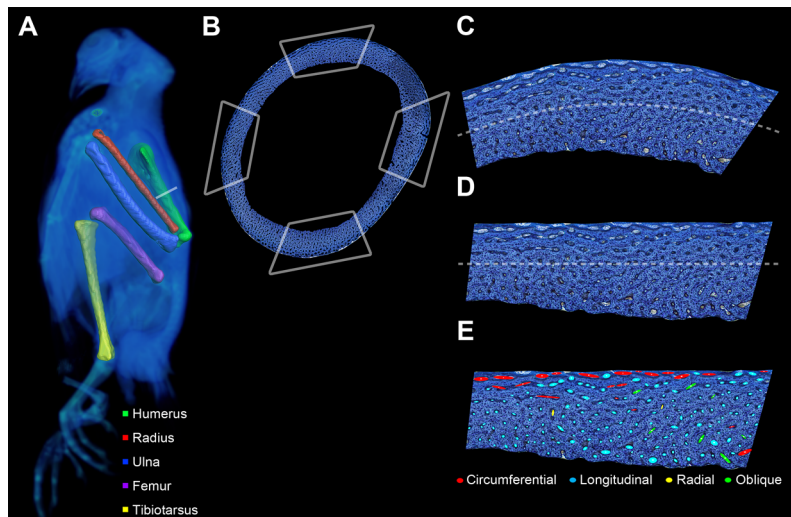 A
B
C
D
E
Humerus
Radius
Ulna
Femur
Tibiotarsus
Circumferential Longitudinal Radial Oblique